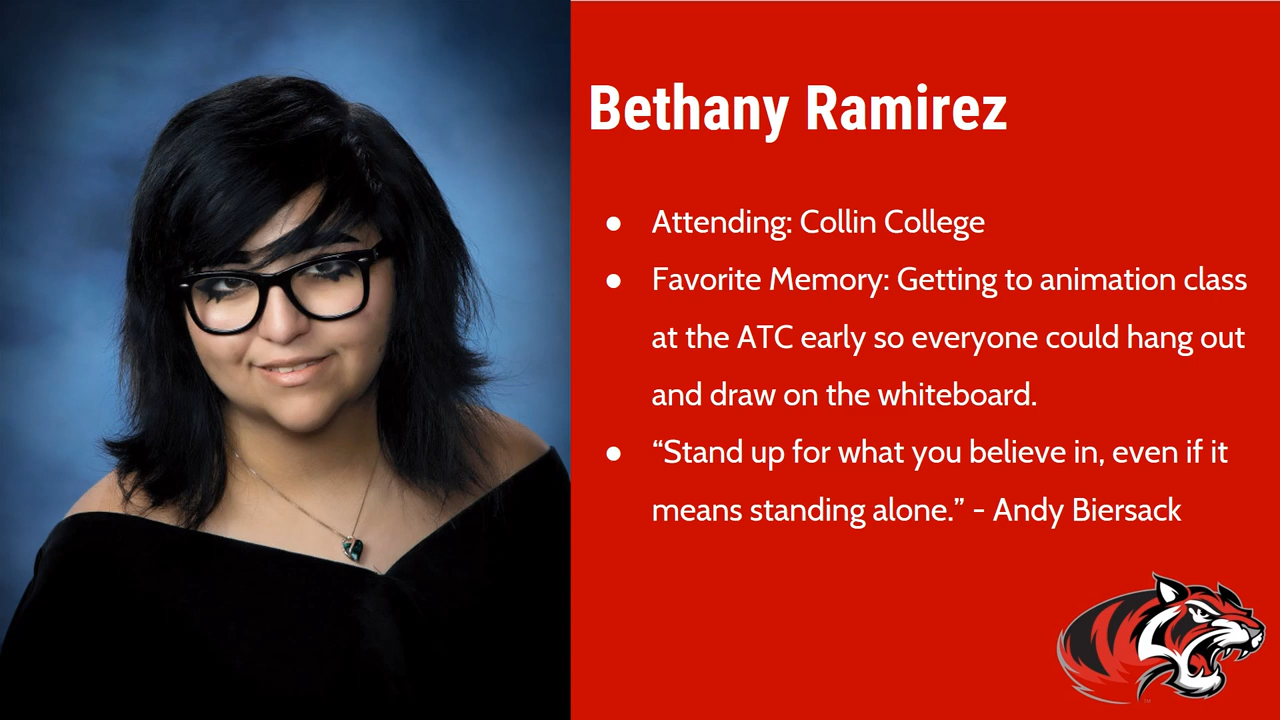 Bethany Ramirez
● Attending: Collin College
● Favorite Memory: Getting to animation class
at the ATC early so everyone could hang out
and draw on the whiteboard.
● “Stand up for what you believe in, even if it
means standing alone.” - Andy Biersack